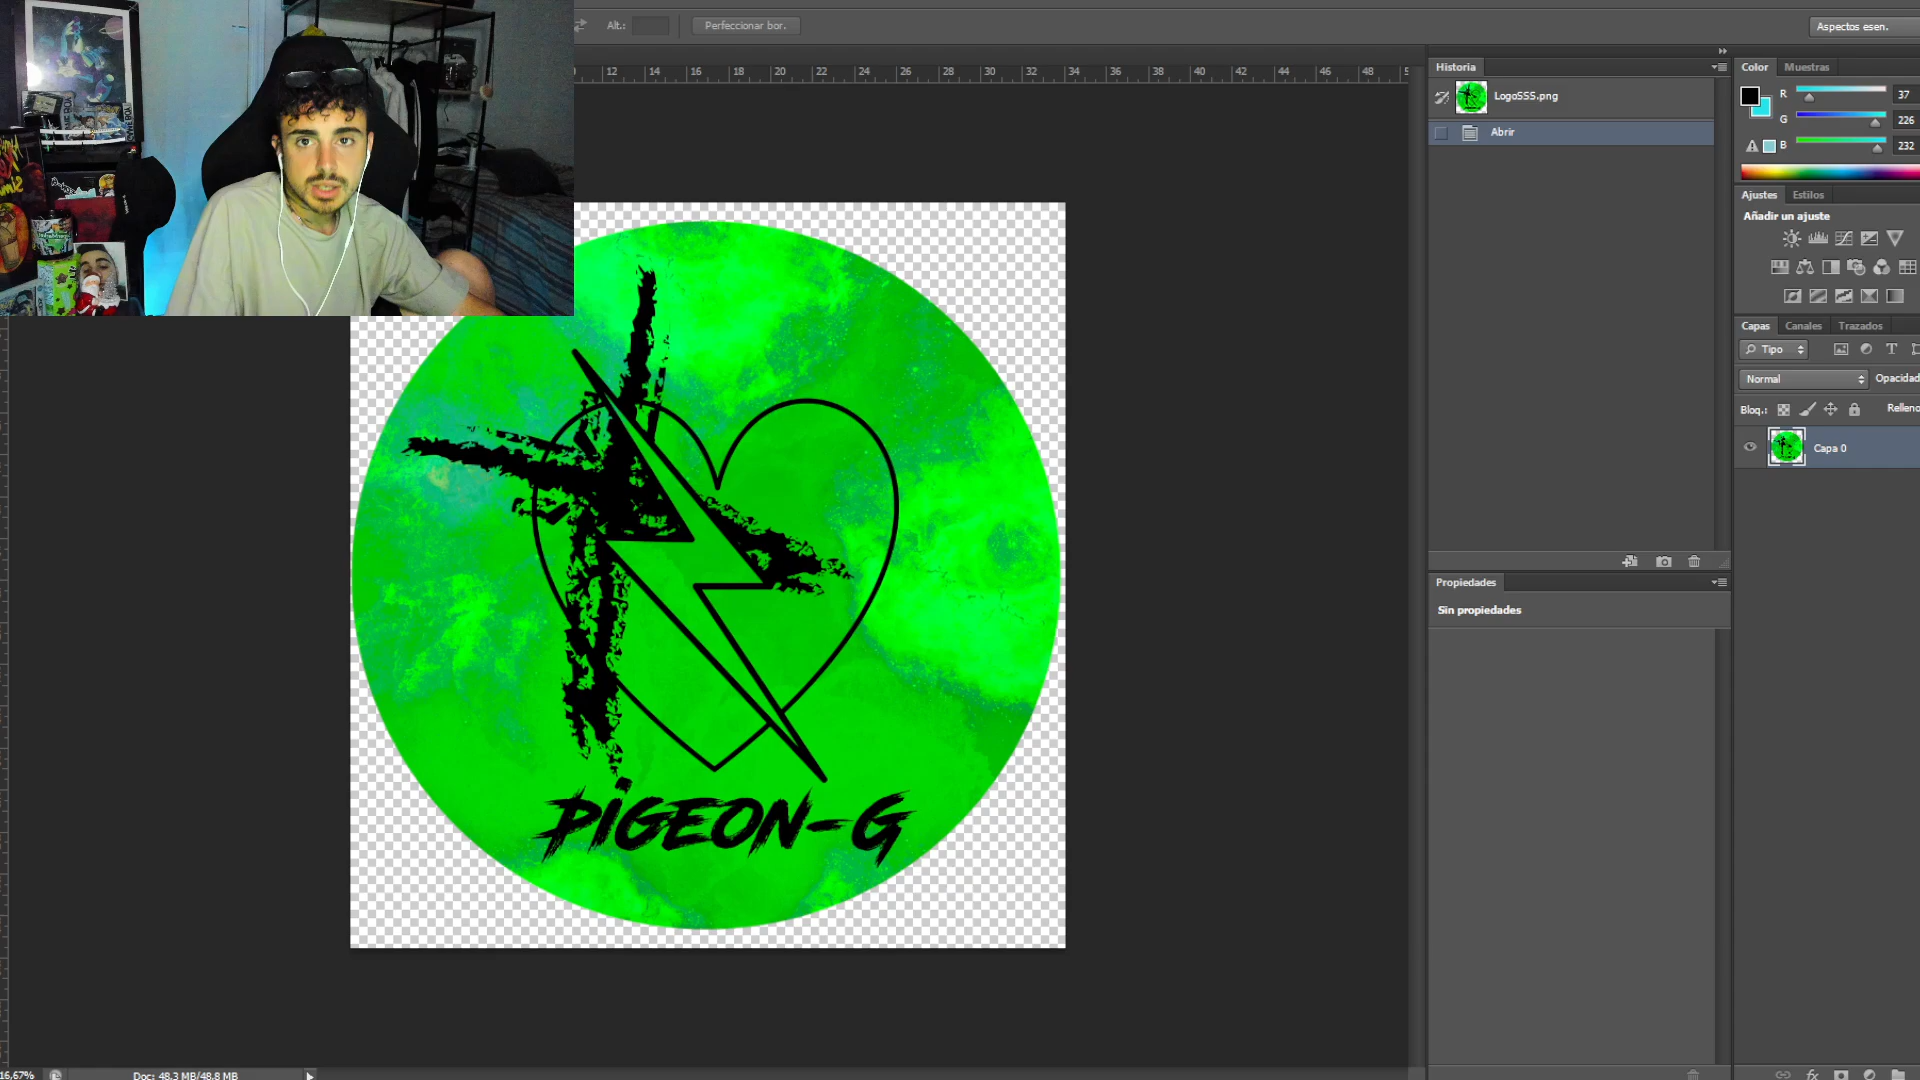 Alt.:
Perfeccionar bor.
Aspectos esen.
12 14 16 18 20 22 24 26 28 30 32 34 36 38 40 42 44 46 48
Historia
LogoSSS.png
Abrir
Propiedades
Sin propiedades
Color Muestras
R 37
G 226
B 232
Ajustes Estilos
Añadir un ajuste
Capas Canales Trazados
Tipo
Normal Opacidad
Bloq.: Relleno
Capa 0
PIGEON-G
16,67% Doc: 48,3 MB/48,8 MB